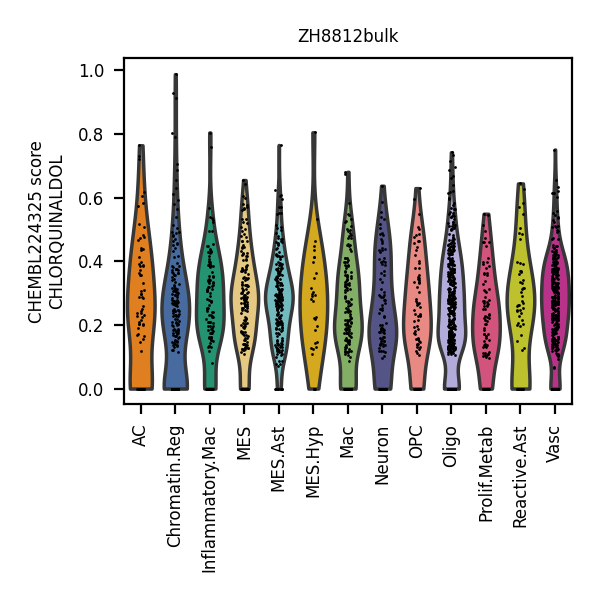 ZH8812bulk
CHEMBL224325 score
CHLORQUINALDOL
1.0
0.8
0.6
0.4
0.2
0.0
AC
Chromatin.Reg
Inflammatory.Mac
MES
MES.Ast
MES.Hyp
Mac
Neuron
OPC
Oligo
Prolif.Metab
Reactive.Ast
Vasc